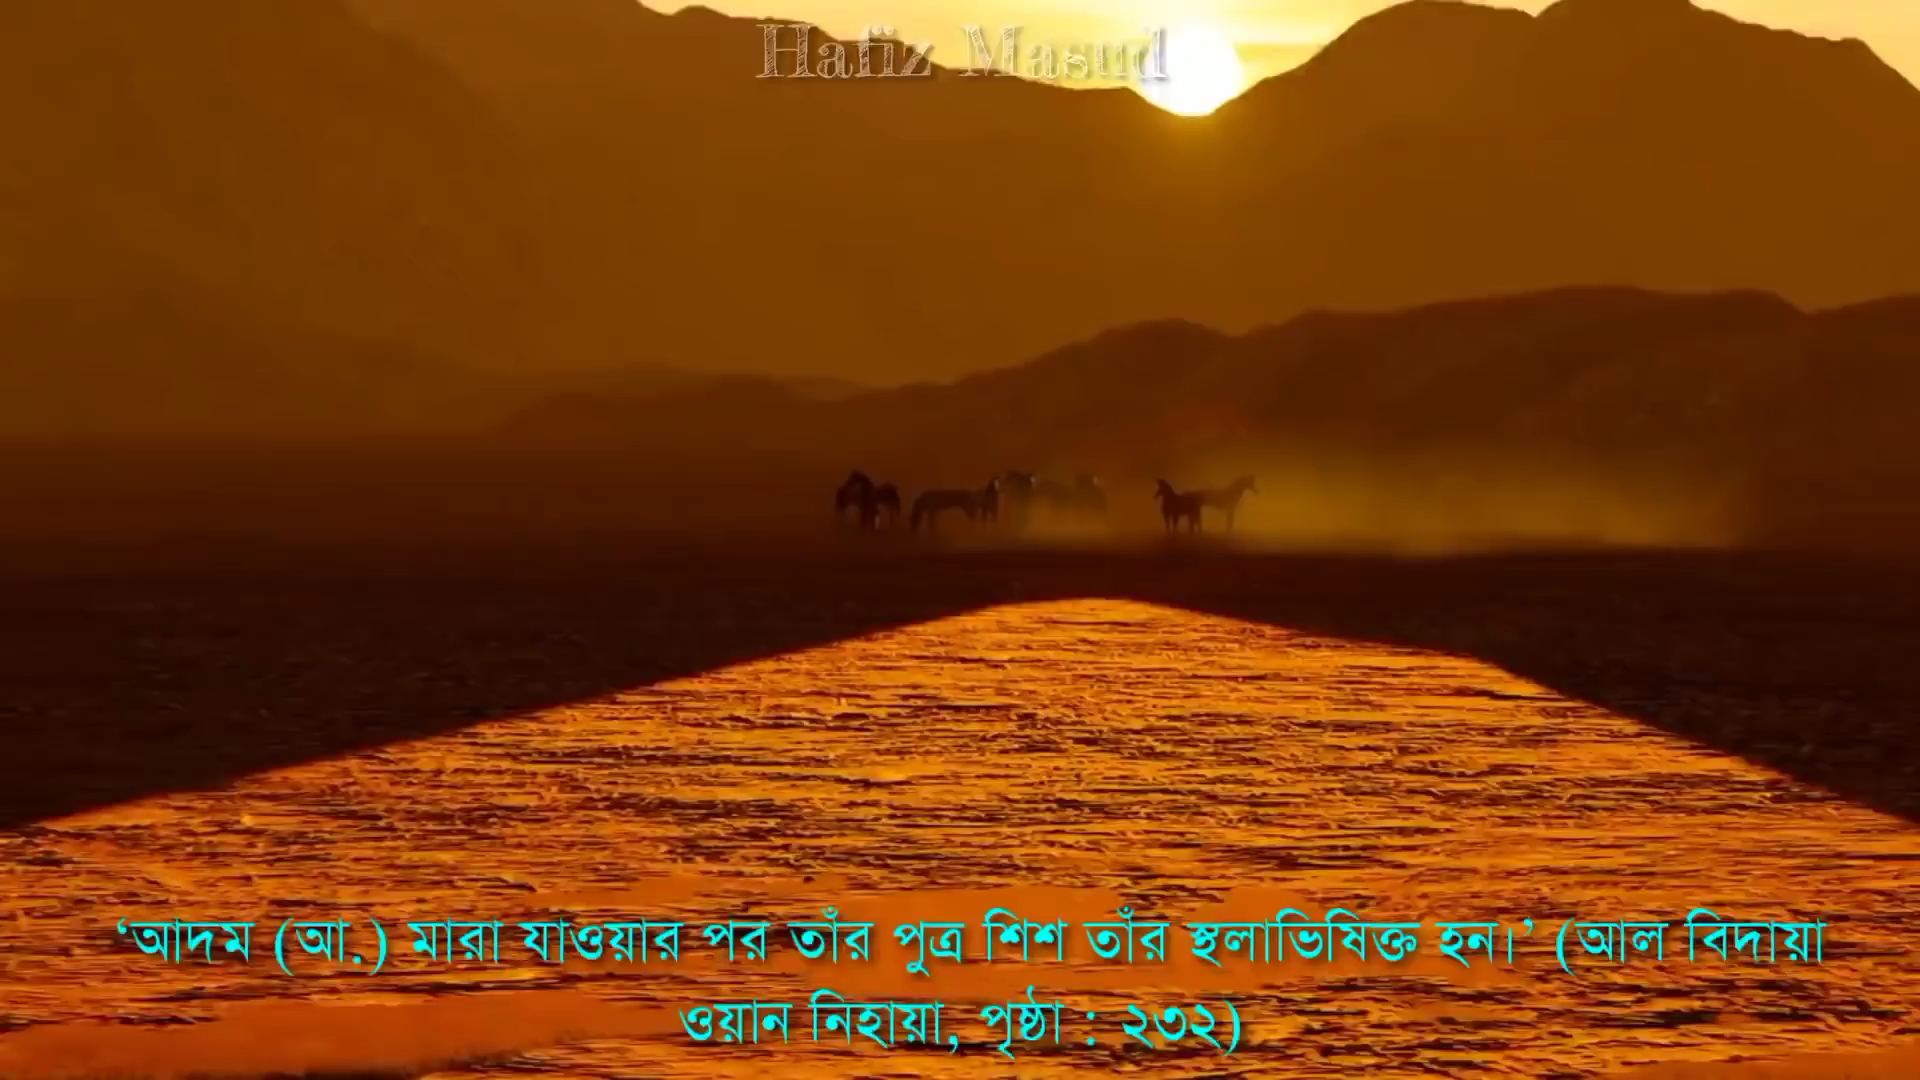 Hafiz Masud
‘আদম (আ.) মারা যাওয়ার পর তাঁর পুত্র শিশ তাঁর স্থলাভিষিক্ত হন।’ (আল বিদায়া
ওয়ান নিহায়া, পৃষ্ঠা : ২৩২)